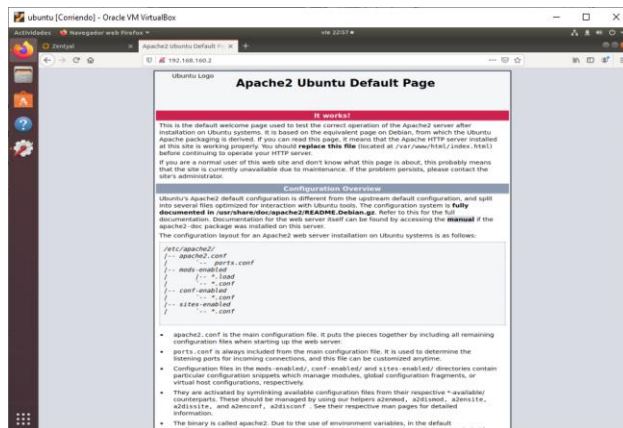 ubuntu [Corriendo] - Oracle VM VirtualBox
Actividades Navegador web Firefox vie 22:57
Zentyal Apache2 Ubuntu Default P
192.168.160.2
Ubuntu Logo
Apache2 Ubuntu Default Page
It works!
This is the default welcome page used to test the correct operation of the Apache2 server after
installation on Ubuntu systems. It is based on the equivalent page on Debian, from which the Ubuntu
Apache packaging is derived. If you can read this page, it means that the Apache HTTP server installed
at this site is working properly. You should replace this file (located at /var/www/html/index.html)
before continuing to operate your HTTP server.
If you are a normal user of this web site and don't know what this page is about, this probably means
that the site is currently unavailable due to maintenance. If the problem persists, please contact the
site's administrator.
Configuration Overview
Ubuntu's Apache2 default configuration is different from the upstream default configuration, and split
into several files optimized for interaction with Ubuntu tools. The configuration system is fully
documented in /usr/share/doc/apache2/README.Debian.gz. Refer to this for the full
documentation. Documentation for the web server itself can be found by accessing the manual if the
apache2-doc package was installed on this server.
The configuration layout for an Apache2 web server installation on Ubuntu systems is as follows:
/etc/apache2/
|-- apache2.conf
|       `--  ports.conf
|-- mods-enabled
|       |-- *.load
|       `-- *.conf
|-- conf-enabled
|       `-- *.conf
|-- sites-enabled
|       `-- *.conf
• apache2.conf is the main configuration file. It puts the pieces together by including all remaining
configuration files when starting up the web server.
• ports.conf is always included from the main configuration file. It is used to determine the
listening ports for incoming connections, and this file can be customized anytime.
• Configuration files in the mods-enabled/, conf-enabled/ and sites-enabled/ directories contain
particular configuration snippets which manage modules, global configuration fragments, or
virtual host configurations, respectively.
• They are activated by symlinking available configuration files from their respective *-available/
counterparts. These should be managed by using our helpers a2enmod, a2dismod, a2ensite,
a2dissite, and a2enconf, a2disconf . See their respective man pages for detailed
information.
• The binary is called apache2. Due to the use of environment variables, in the default